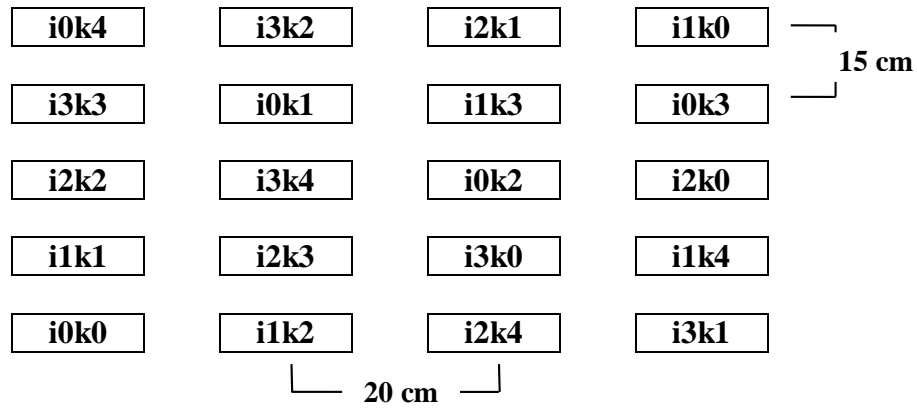 i0k4 i3k2 i2k1 i1k0
15 cm
i3k3 i0k1 i1k3 i0k3
i2k2 i3k4 i0k2 i2k0
i1k1 i2k3 i3k0 i1k4
i0k0 i1k2 i2k4 i3k1
20 cm